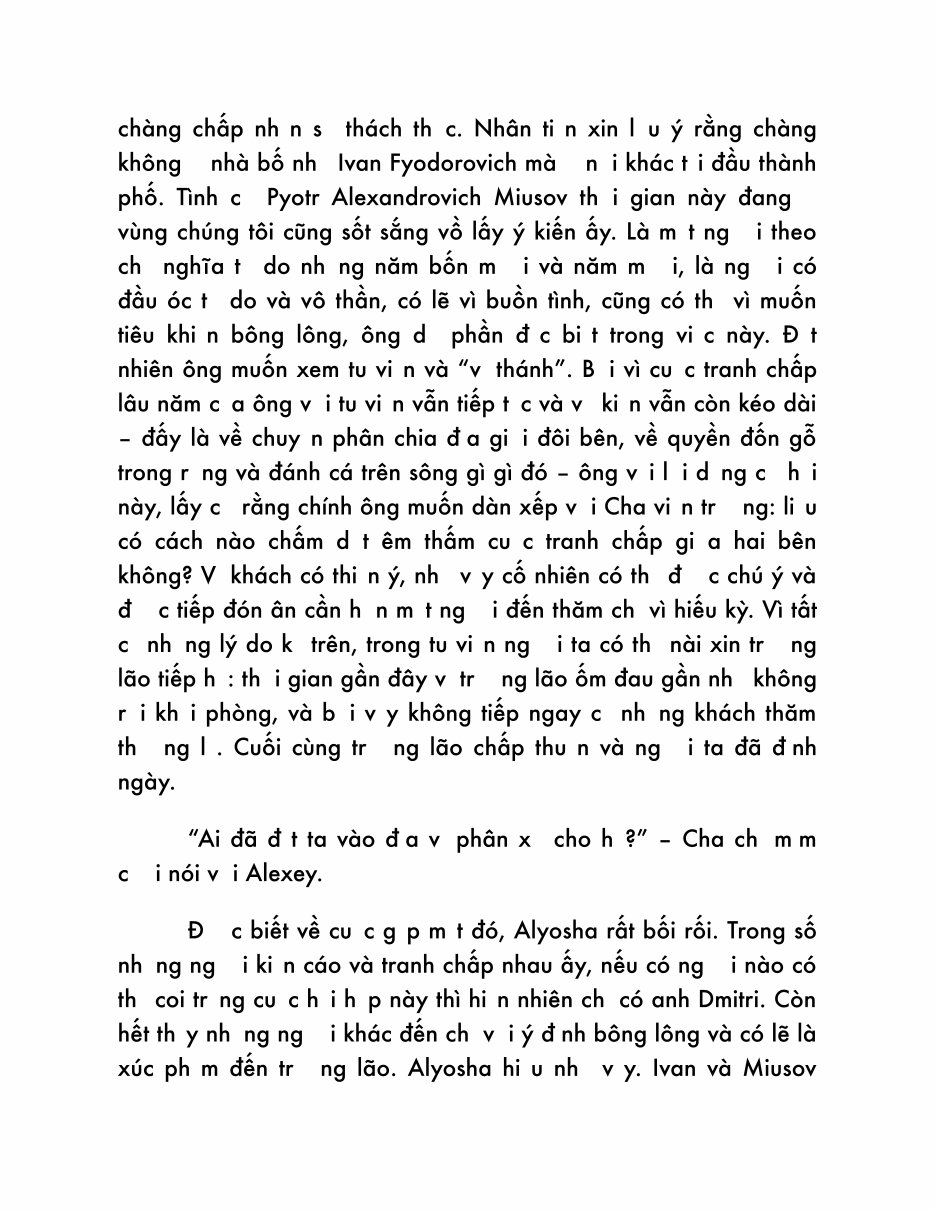 chàng chấp nh n s thách th c. Nhân ti n xin l u ý rằng chàng
không nhà bố nh Ivan Fyodorovich mà n i khác t i đầu thành
phố. Tình c Pyotr Alexandrovich Miusov th i gian này đang
vùng chúng tôi cũng sốt sắng vồ lấy ý kiến ấy. Là m t ng i theo
ch nghĩa t do nh ng năm bốn m i và năm m i, là ng i có
đầu óc t do và vô thần, có lẽ vì buồn tình, cũng có th vì muốn
tiêu khi n bông lông, ông d phần đ c bi t trong vi c này. Đ t
nhiên ông muốn xem tu vi n và “v thánh”. B i vì cu c tranh chấp
lâu năm c a ông v i tu vi n vẫn tiếp t c và v ki n vẫn còn kéo dài
– đấy là về chuy n phân chia đ a gi i đôi bên, về quyền đốn gỗ
trong r ng và đánh cá trên sông gì gì đó – ông v i l i d ng c h i
này, lấy c rằng chính ông muốn dàn xếp v i Cha vi n tr ng: li u
có cách nào chấm d t êm thấm cu c tranh chấp gi a hai bên
không? V khách có thi n ý, nh v y cố nhiên có th đ c chú ý và
đ c tiếp đón ân cần h n m t ng i đến thăm ch vì hiếu kỳ. Vì tất
c nh ng lý do k trên, trong tu vi n ng i ta có th nài xin tr ng
lão tiếp h : th i gian gần đây v tr ng lão ốm đau gần nh không
r i kh i phòng, và b i v y không tiếp ngay c nh ng khách thăm
th ng l . Cuối cùng tr ng lão chấp thu n và ng i ta đã đ nh
ngày.
“Ai đã đ t ta vào đ a v phân x cho h ?” – Cha ch m m
c i nói v i Alexey.
Đ c biết về cu c g p m t đó, Alyosha rất bối rối. Trong số
nh ng ng i ki n cáo và tranh chấp nhau ấy, nếu có ng i nào có
th coi tr ng cu c h i h p này thì hi n nhiên ch có anh Dmitri. Còn
hết th y nh ng ng i khác đến ch v i ý đ nh bông lông và có lẽ là
xúc ph m đến tr ng lão. Alyosha hi u nh v y. Ivan và Miusov